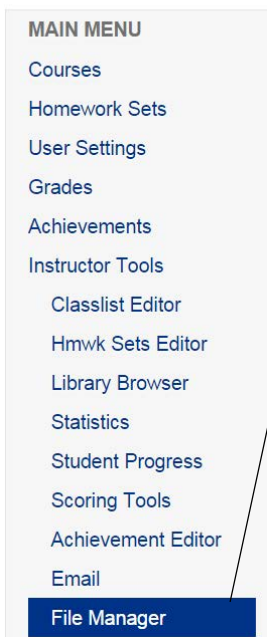 MAIN MENU
Courses
Homework Sets
User Settings
Grades
Achievements
Instructor Tools
Classlist Editor
Hmwk Sets Editor
Library Browser
Statistics
Student Progress
Scoring Tools
Achievement Editor
Email
File Manager